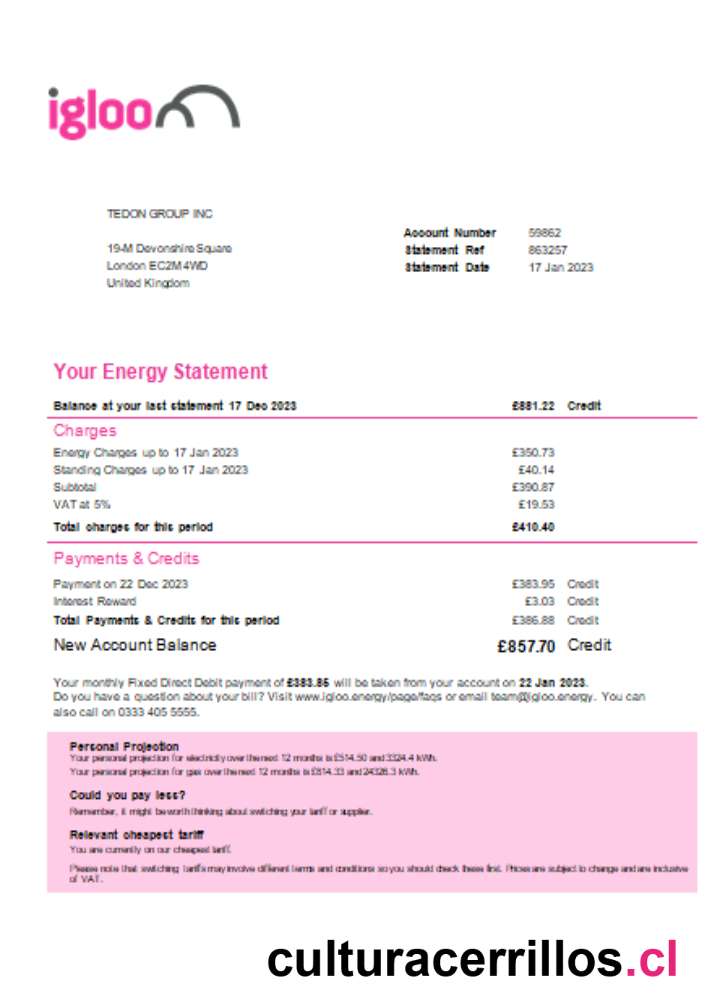 igloo
TEDON GROUP INC
19-M Devonshire Square
London EC2M 4WD
United Kingdom
Account Number 59862
Statement Ref 863257
Statement Date 17 Jan 2023
Your Energy Statement
Balance at your last statement 17 Dec 2023 £881.22 Credit
Charges
Energy Charges up to 17 Jan 2023 £350.73
Standing Charges up to 17 Jan 2023 £40.14
Subtotal £390.87
VAT at 5% £19.53
Total charges for this period £410.40
Payments & Credits
Payment on 22 Dec 2023 £383.95 Credit
Interest Reward £3.03 Credit
Total Payments & Credits for this period £386.88 Credit
New Account Balance £857.70 Credit
Your monthly Fixed Direct Debit payment of £383.85 will be taken from your account on 22 Jan 2023.
Do you have a question about your bill? Visit www.igloo.energy/page/faqs or email team@igloo.energy. You can
also call on 0333 405 5555.
Personal Projection
Your personal projection for electricity over the next 12 months is £514.50 and 3324.4 kWh.
Your personal projection for gas over the next 12 months is £814.33 and 24326.3 kWh.
Could you pay less?
Remember, it might be worth thinking about switching your tariff or supplier.
Relevant cheapest tariff
You are currently on our cheapest tariff.
Please note that switching tariffs may involve different terms and conditions so you should check these first. Prices are subject to change and are inclusive
of VAT.
culturacerrillos.cl